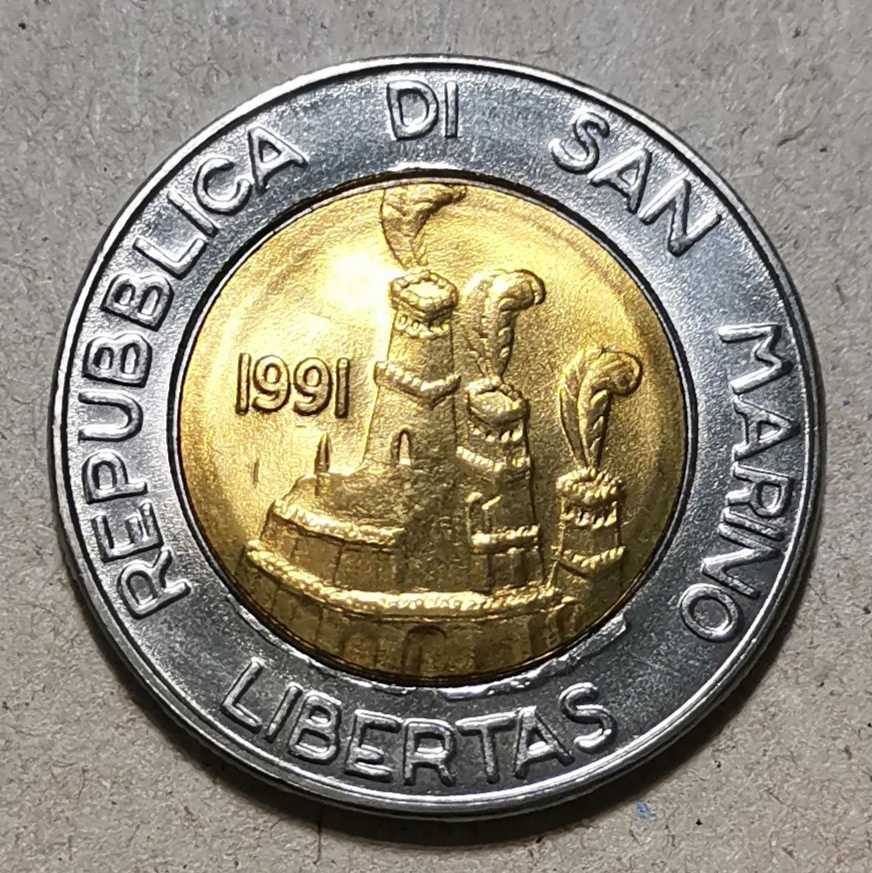 REPUBBLICA DI SAN MARINO
1991
LIBERTAS